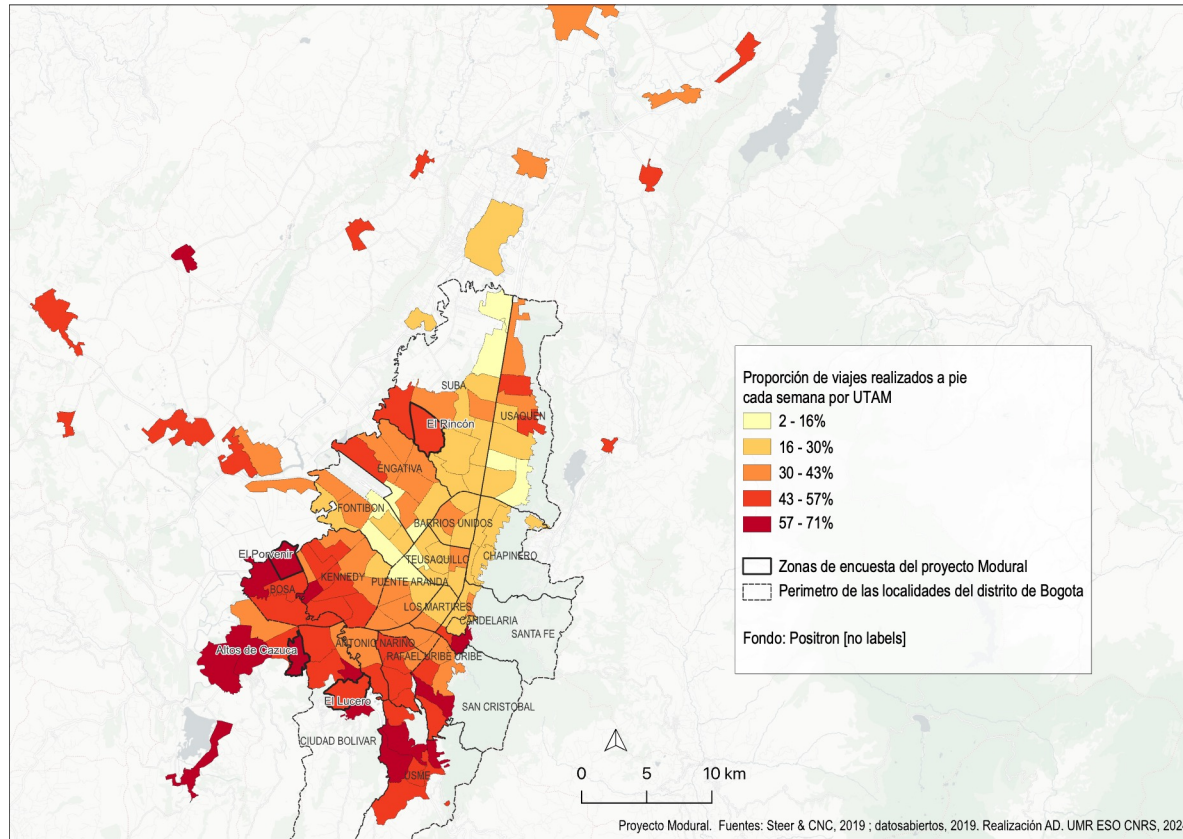 SUBA
USAQUEN
El Rincón
ENGATIVA
FONTIBON
BARRIOS UNIDOS
CHAPINERO
El Porvenir
TEUSAQUILLO
KENNEDY
PUENTE ARANDA
BOSA
LOS MARTIRES
CANDELARIA
SANTA FE
ANTONIO NARIÑO
Altos de Cazuca
RAFAEL URIBE URIBE
El Lucero
SAN CRISTOBAL
CIUDAD BOLIVAR
USME
Proporción de viajes realizados a pie
cada semana por UTAM
2 - 16%
16 - 30%
30 - 43%
43 - 57%
57 - 71%
Zonas de encuesta del proyecto Modural
Perimetro de las localidades del distrito de Bogota
Fondo: Positron [no labels]
0 5 10 km
Proyecto Modural. Fuentes: Steer & CNC, 2019 ; datosabiertos, 2019. Realización AD. UMR ESO CNRS,